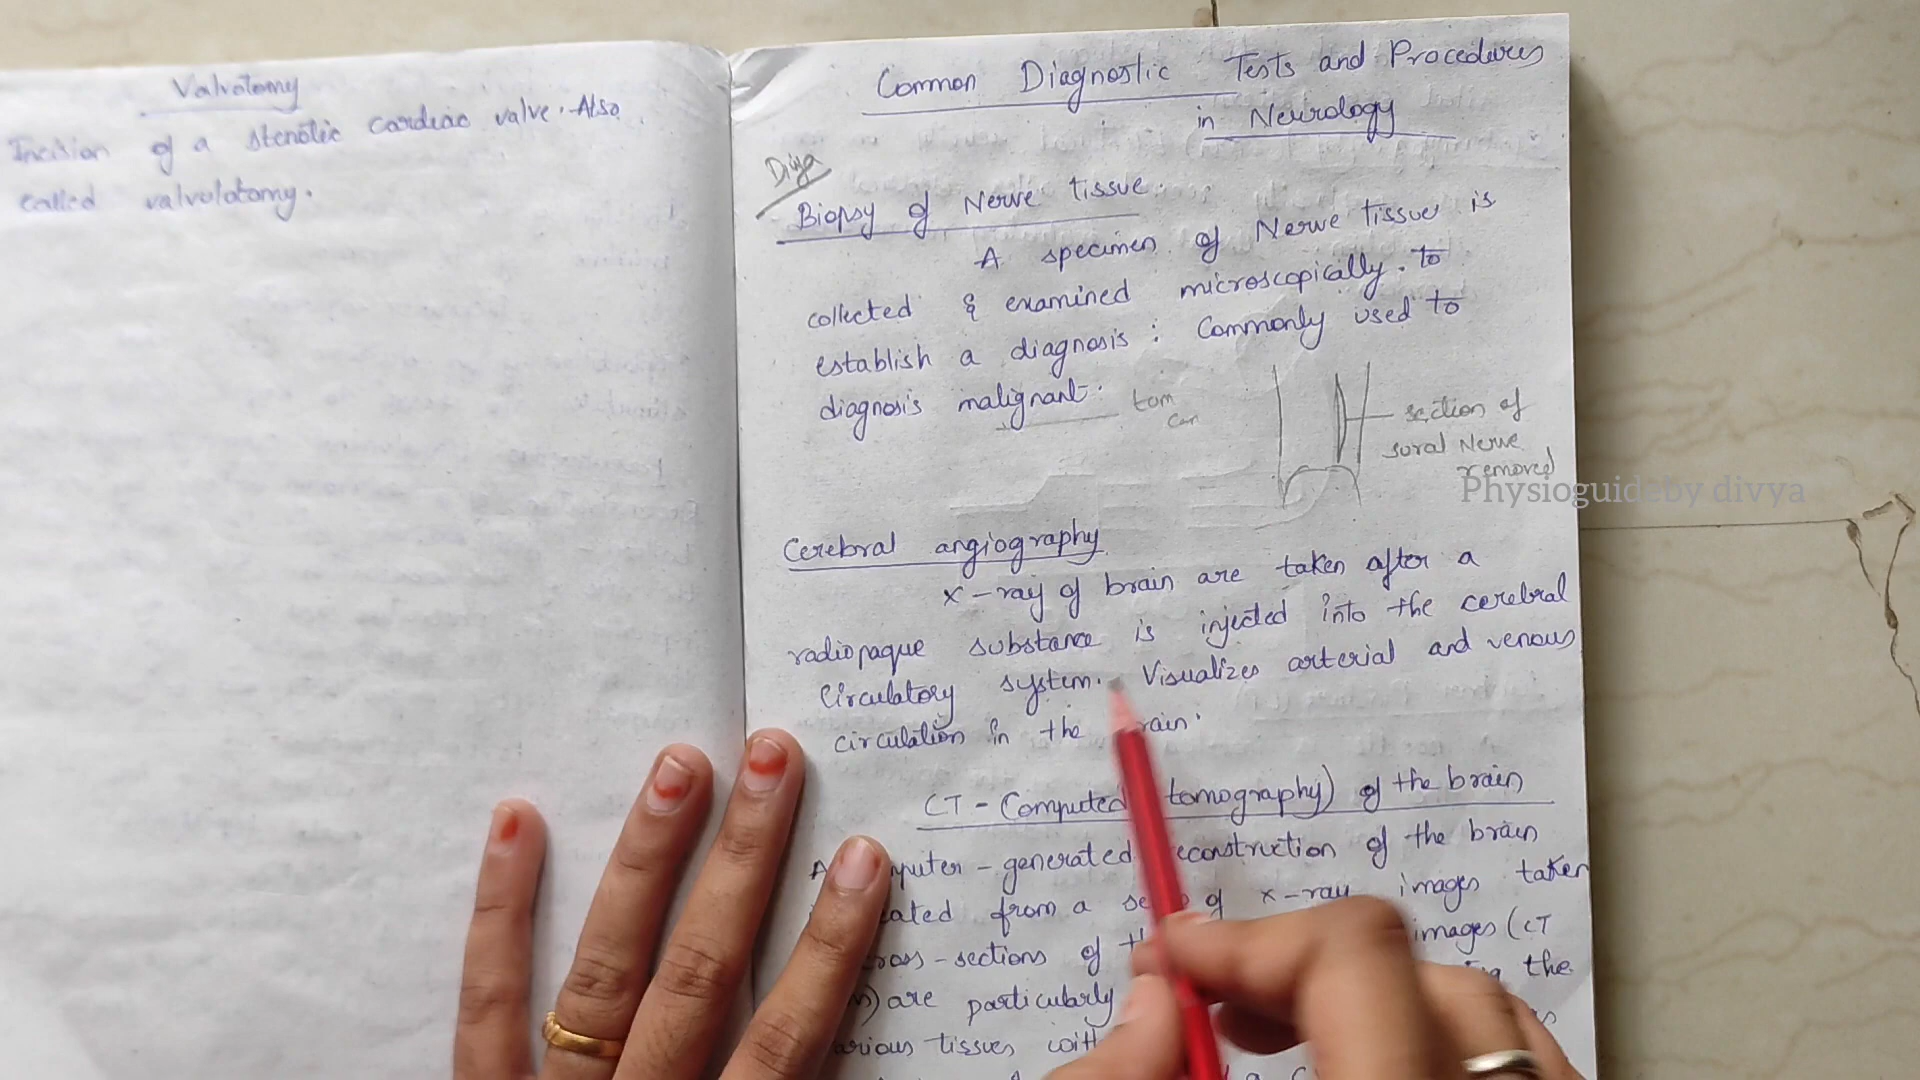 Valvotomy
Incision of a stenotic cardiac valve. Also
called valvulotomy.
Common Diagnostic Tests and Procedures
in Neurology
Divya
Biopsy of Nerve tissue.
A specimen of Nerve tissue is
collected & examined microscopically. to
establish a diagnosis : Commonly used to
diagnosis malignant.
section of
sural Nerve
removed
Physioguide by divya
Cerebral angiography
X-ray of brain are taken after a
radiopaque substance is injected into the cerebral
Circulatory system. Visualizes arterial and venous
circulation in the
CT - Computed tomography) of the brain
A generated reconstruction of the brain
from a of x-ray images taken
sections of images (CT
are particularly the
tissues